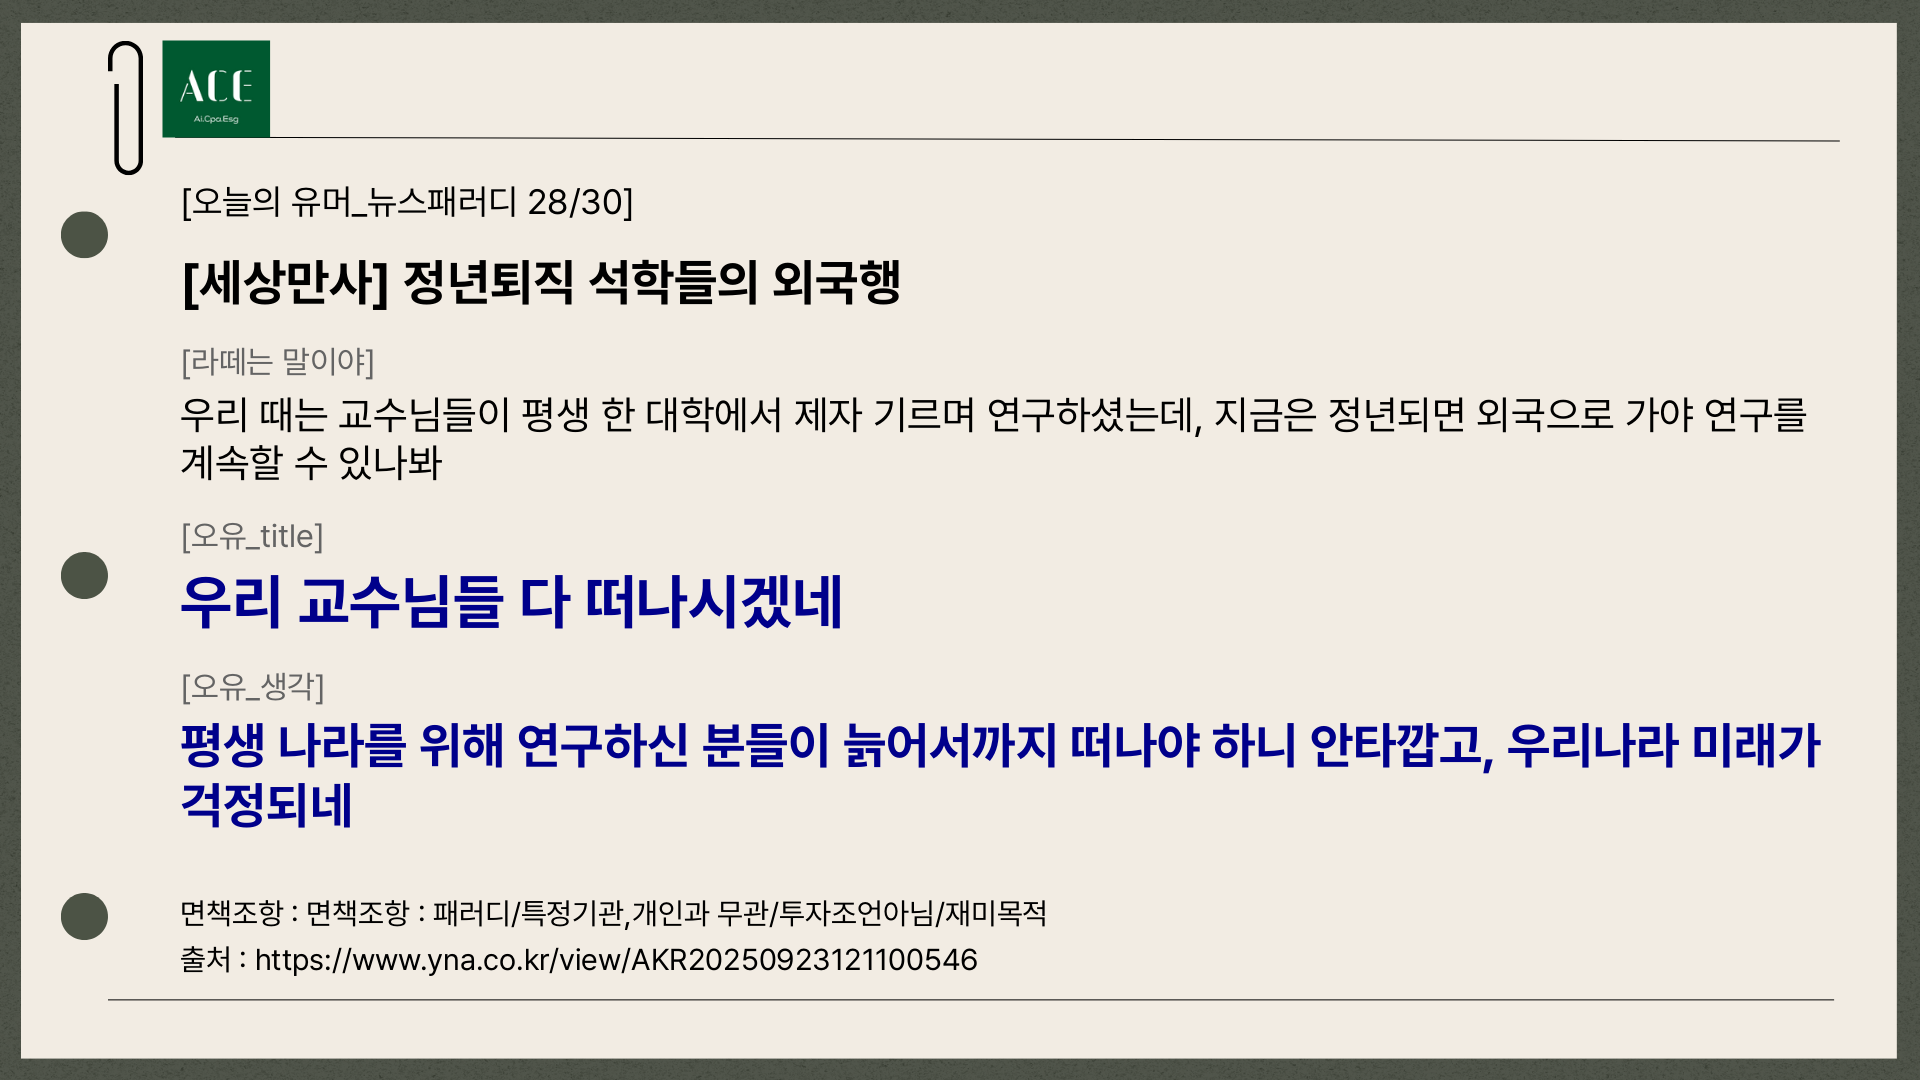 ACE
Ai.Cpa.Esg
[오늘의 유머_뉴스패러디 28/30]
[세상만사] 정년퇴직 석학들의 외국행
[라떼는 말이야]
우리 때는 교수님들이 평생 한 대학에서 제자 기르며 연구하셨는데, 지금은 정년되면 외국으로 가야 연구를
계속할 수 있나봐
[오유_title]
우리 교수님들 다 떠나시겠네
[오유_생각]
평생 나라를 위해 연구하신 분들이 늙어서까지 떠나야 하니 안타깝고, 우리나라 미래가
걱정되네
면책조항 : 면책조항 : 패러디/특정기관,개인과 무관/투자조언아님/재미목적
출처 : https://www.yna.co.kr/view/AKR20250923121100546